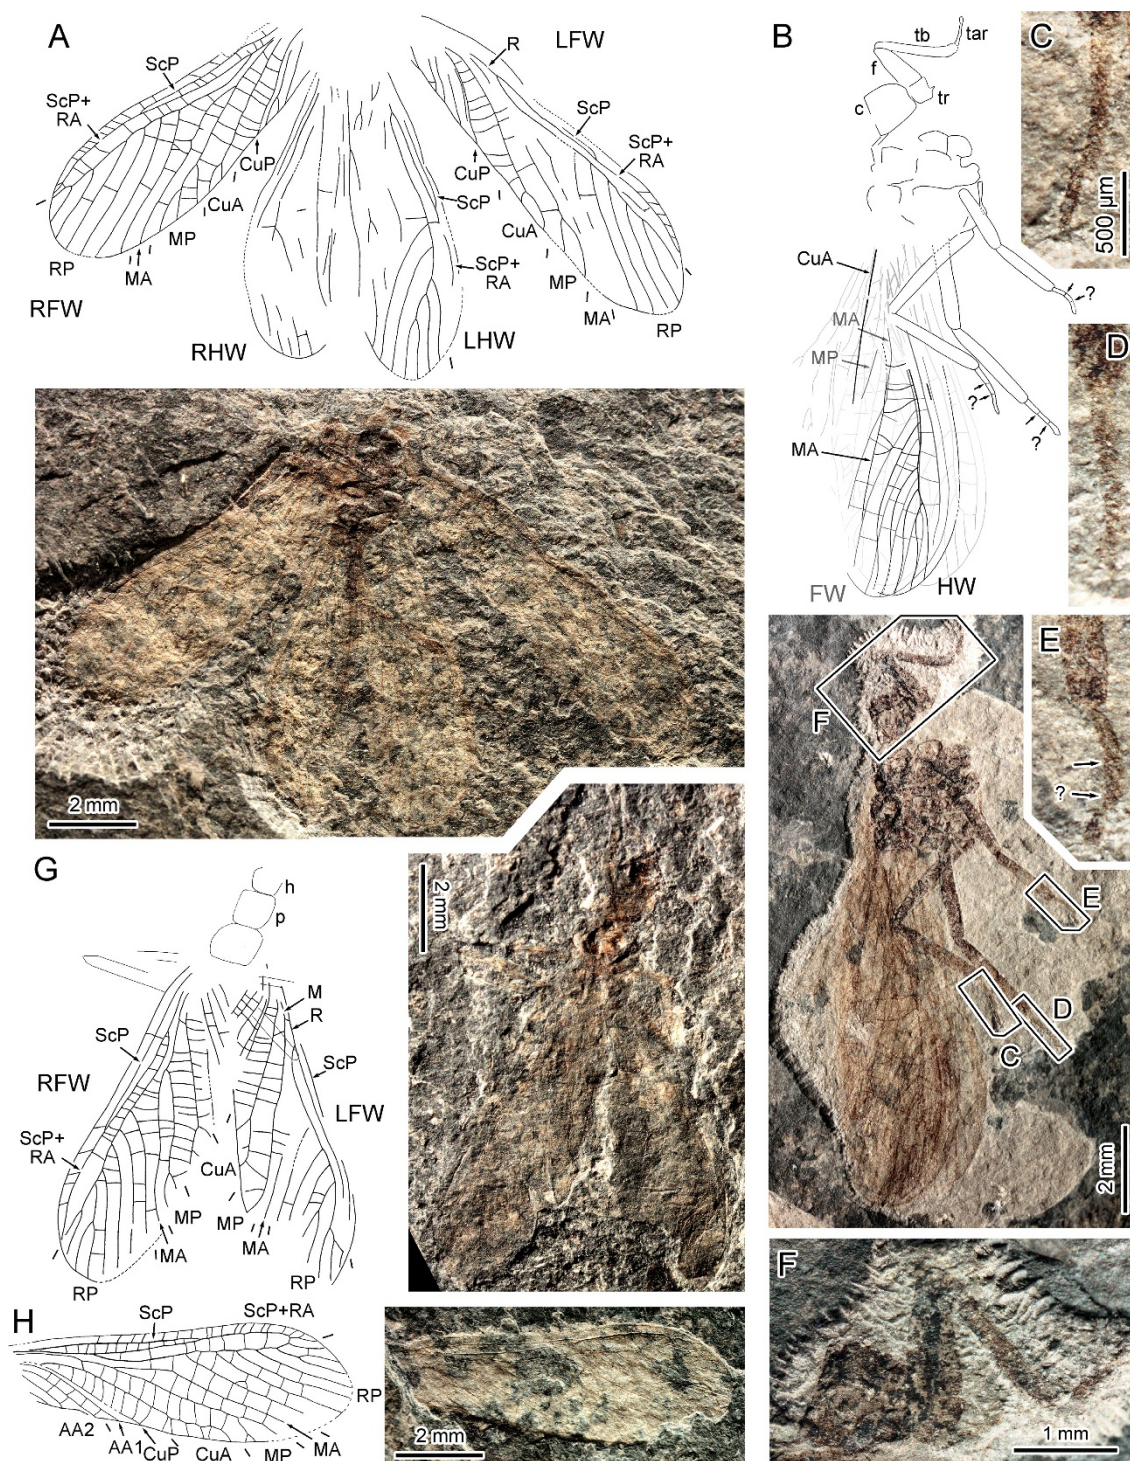 A
LFW
R
ScP
ScP
ScP+
RA
ScP+
RA
CuP
CuP
ScP
CuA
CuA
MP
ScP+
RA
MP
RP
MA
MA
RP
RFW
RHW
LHW
2 mm
B
tb
tar
f
c
tr
CuA
MA
MP
?
?
?
MA
FW
HW
C
500 µm
D
E
?
F
E
D
C
2 mm
F
1 mm
G
h
p
M
R
ScP
ScP
RFW
LFW
ScP+
RA
CuA
MP
MP
MA
MA
RP
RP
2 mm
H
ScP
ScP+RA
RP
AA2
AA1
CuP
CuA
MP
MA
2 mm